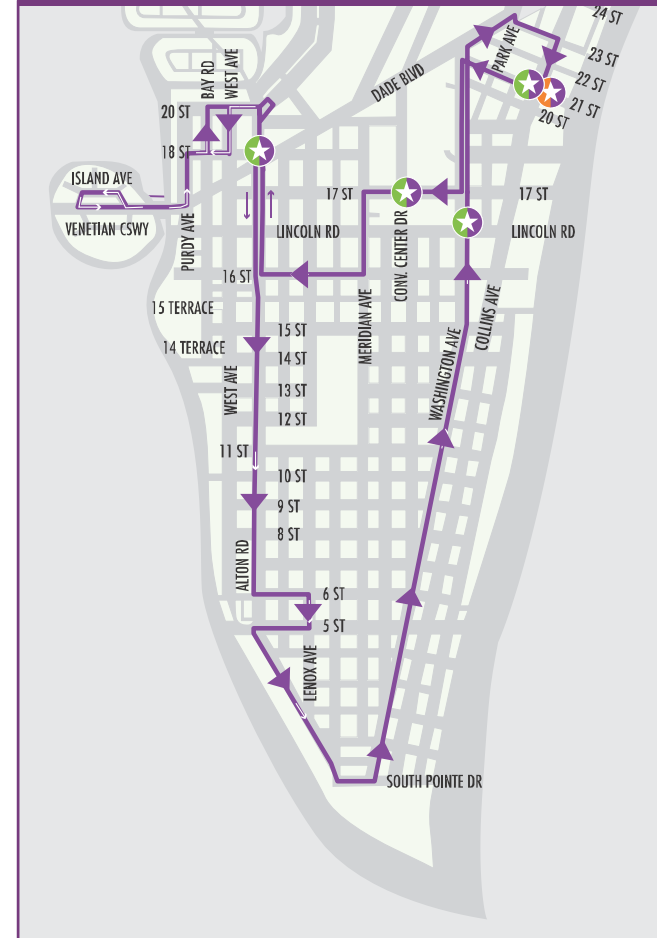 24 ST
PARK AVE
23 ST
WEST AVE
BAY RD
DADE BLVD
22 ST
20 ST
21 ST
20 ST
18 ST
ISLAND AVE
17 ST
17 ST
VENETIAN CSWY
PURDY AVE
LINCOLN RD
CONV. CENTER DR
LINCOLN RD
16 ST
15 TERRACE
MERIDIAN AVE
COLLINS AVE
15 ST
14 TERRACE
14 ST
WASHINGTON AVE
WEST AVE
13 ST
12 ST
11 ST
10 ST
9 ST
8 ST
ALTON RD
6 ST
5 ST
LENOX AVE
SOUTH POINTE DR